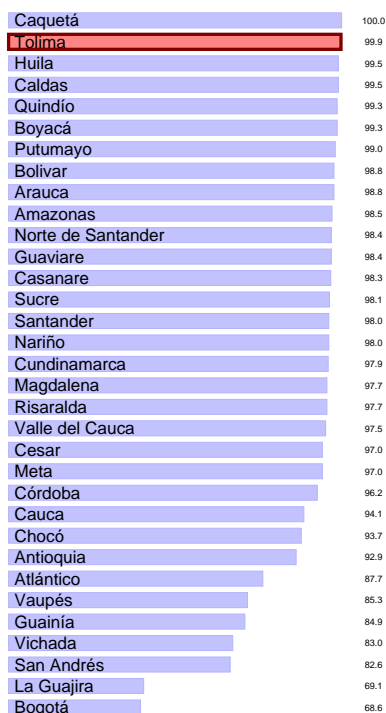 Caquetá 100.0
Tolima 99.9
Huila 99.5
Caldas 99.5
Quindío 99.3
Boyacá 99.3
Putumayo 99.0
Bolivar 98.8
Arauca 98.8
Amazonas 98.5
Norte de Santander 98.4
Guaviare 98.4
Casanare 98.3
Sucre 98.1
Santander 98.0
Nariño 98.0
Cundinamarca 97.9
Magdalena 97.7
Risaralda 97.7
Valle del Cauca 97.5
Cesar 97.0
Meta 97.0
Córdoba 96.2
Cauca 94.1
Chocó 93.7
Antioquia 92.9
Atlántico 87.7
Vaupés 85.3
Guainía 84.9
Vichada 83.0
San Andrés 82.6
La Guajira 69.1
Bogotá 68.6